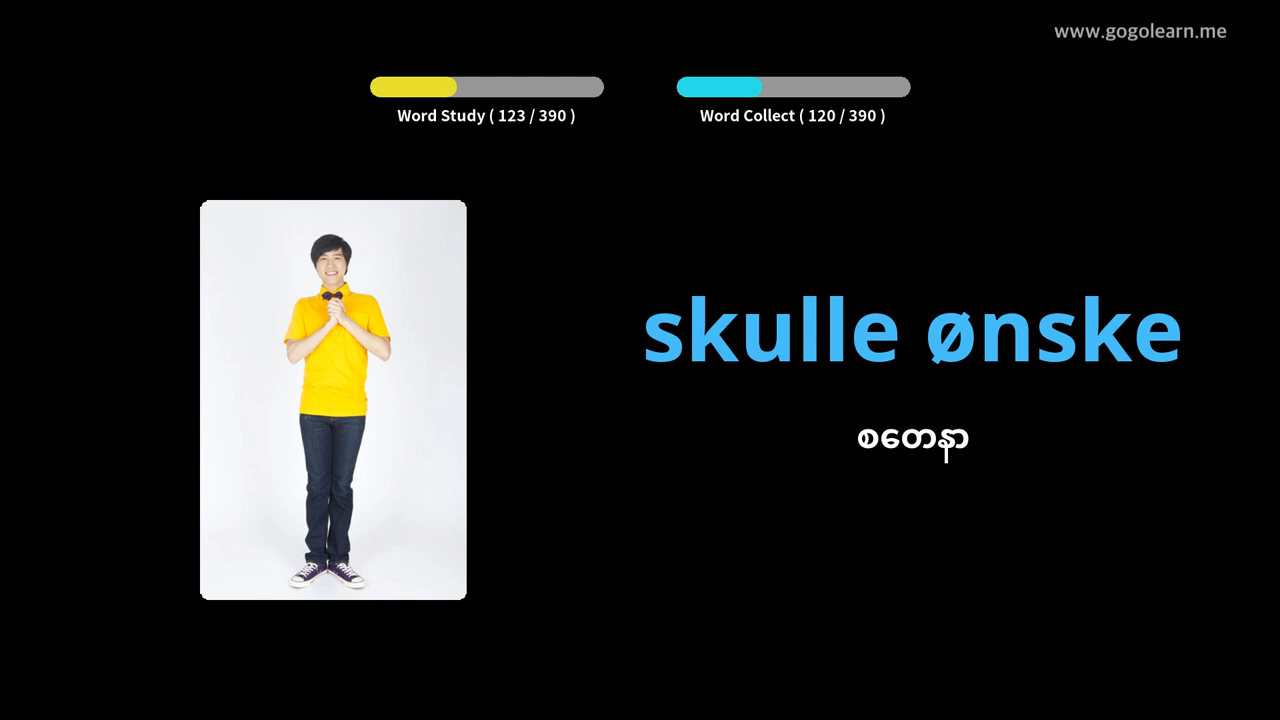 www.gogolearn.me
Word Study ( 123 / 390 )
Word Collect ( 120 / 390 )
skulle ønske
စတေနာ